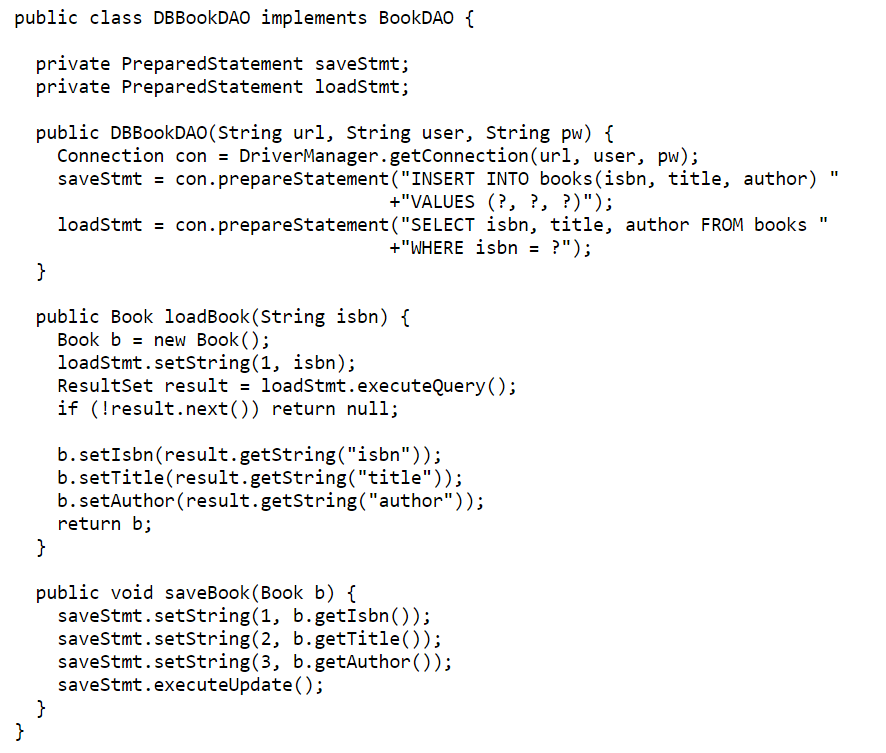 public class DBBookDAO implements BookDAO {
private PreparedStatement saveStmt;
private PreparedStatement loadStmt;
public DBBookDAO(String url, String user, String pw) {
Connection con = DriverManager.getConnection(url, user, pw);
saveStmt = con.prepareStatement("INSERT INTO books(isbn, title, author) "
+"VALUES (?, ?, ?)");
loadStmt = con.prepareStatement("SELECT isbn, title, author FROM books "
+"WHERE isbn = ?");
}
public Book loadBook(String isbn) {
Book b = new Book();
loadStmt.setString(1, isbn);
ResultSet result = loadStmt.executeQuery();
if (!result.next()) return null;
b.setIsbn(result.getString("isbn"));
b.setTitle(result.getString("title"));
b.setAuthor(result.getString("author"));
return b;
}
public void saveBook(Book b) {
saveStmt.setString(1, b.getIsbn());
saveStmt.setString(2, b.getTitle());
saveStmt.setString(3, b.getAuthor());
saveStmt.executeUpdate();
}
}